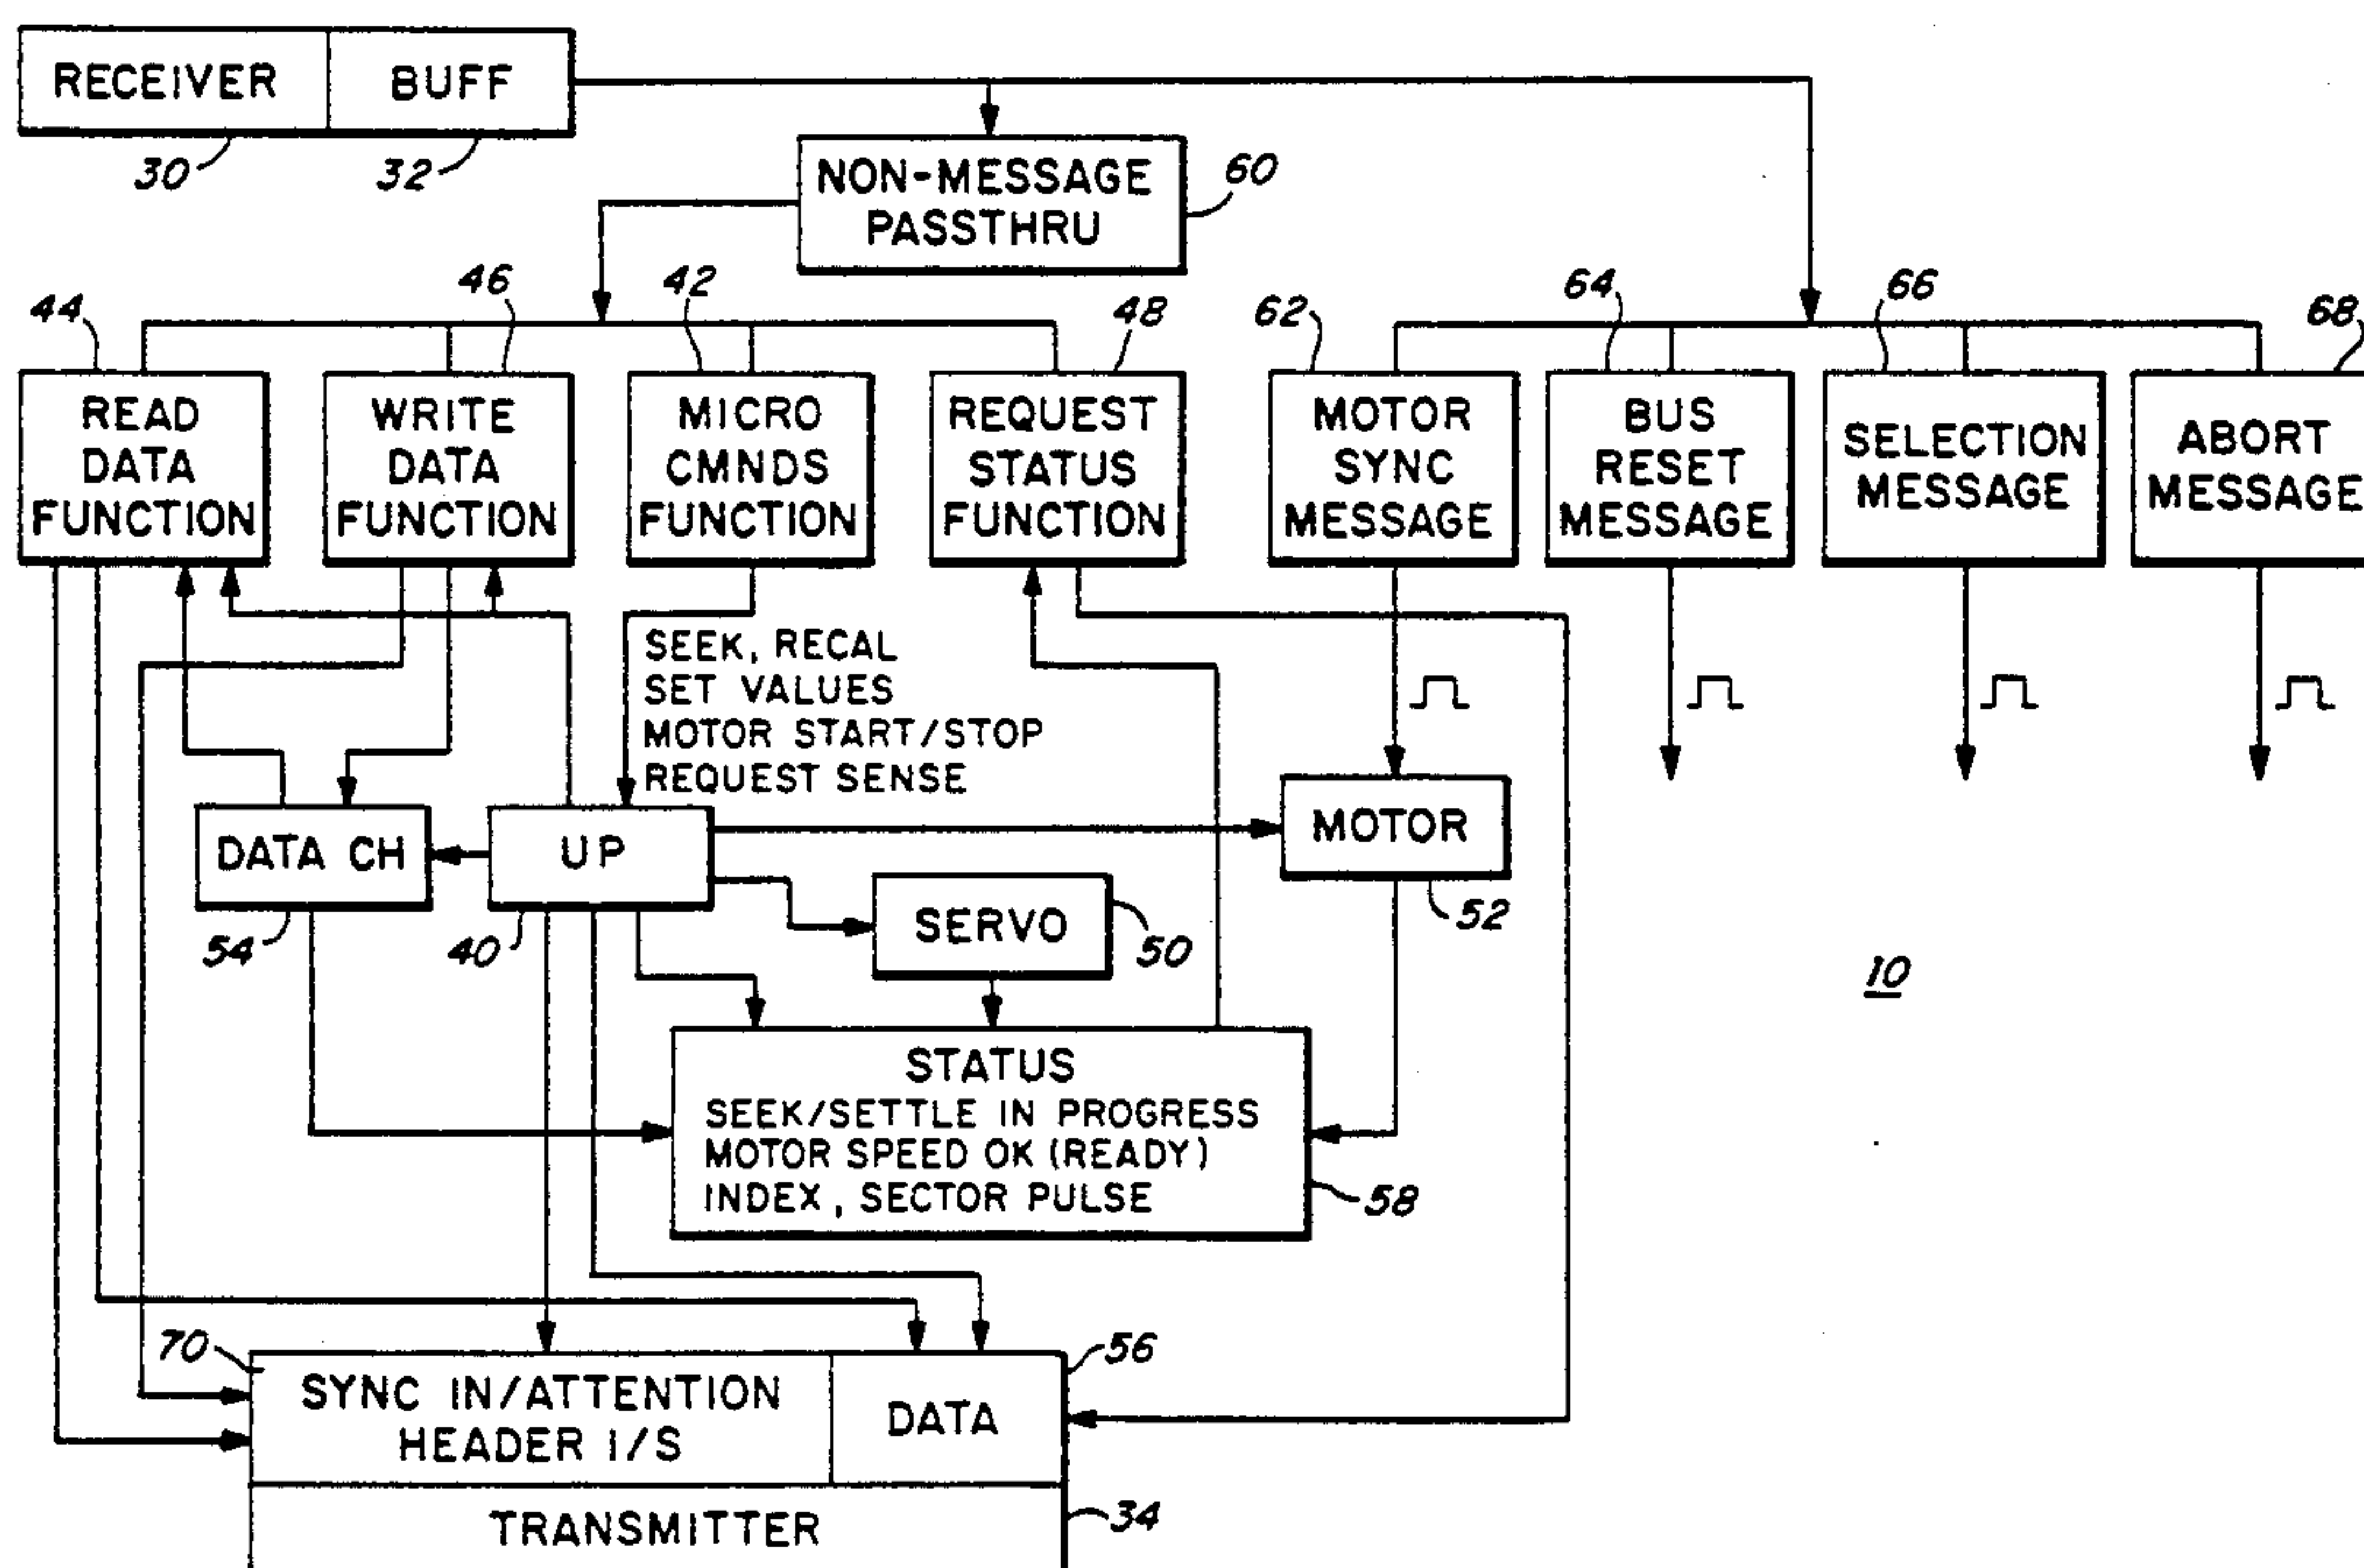 RECEIVER
BUFF
30
32
NON-MESSAGE
PASSTHRU
60
44
46
42
48
62
64
66
68
READ
DATA
FUNCTION
WRITE
DATA
FUNCTION
MICRO
CMNDS
FUNCTION
REQUEST
STATUS
FUNCTION
MOTOR
SYNC
MESSAGE
BUS
RESET
MESSAGE
SELECTION
MESSAGE
ABORT
MESSAGE
SEEK, RECAL
SET VALUES
MOTOR START/STOP
REQUEST SENSE
DATA CH
54
UP
40
SERVO
50
MOTOR
52
10
STATUS
SEEK/SETTLE IN PROGRESS
MOTOR SPEED OK (READY)
INDEX, SECTOR PULSE
58
70
SYNC IN/ATTENTION
HEADER I/S
DATA
56
TRANSMITTER
34